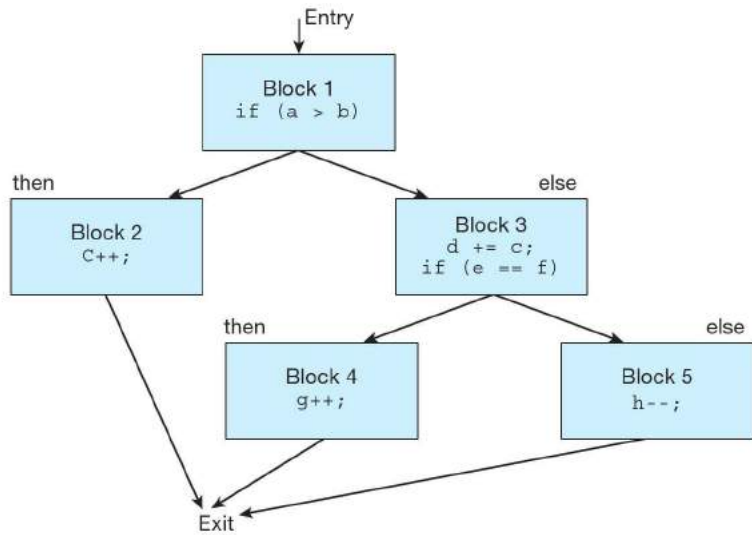 Entry
Block 1
if (a > b)
then
else
Block 2
C++;
Block 3
d += c;
if (e == f)
then
else
Block 4
g++;
Block 5
h--;
Exit